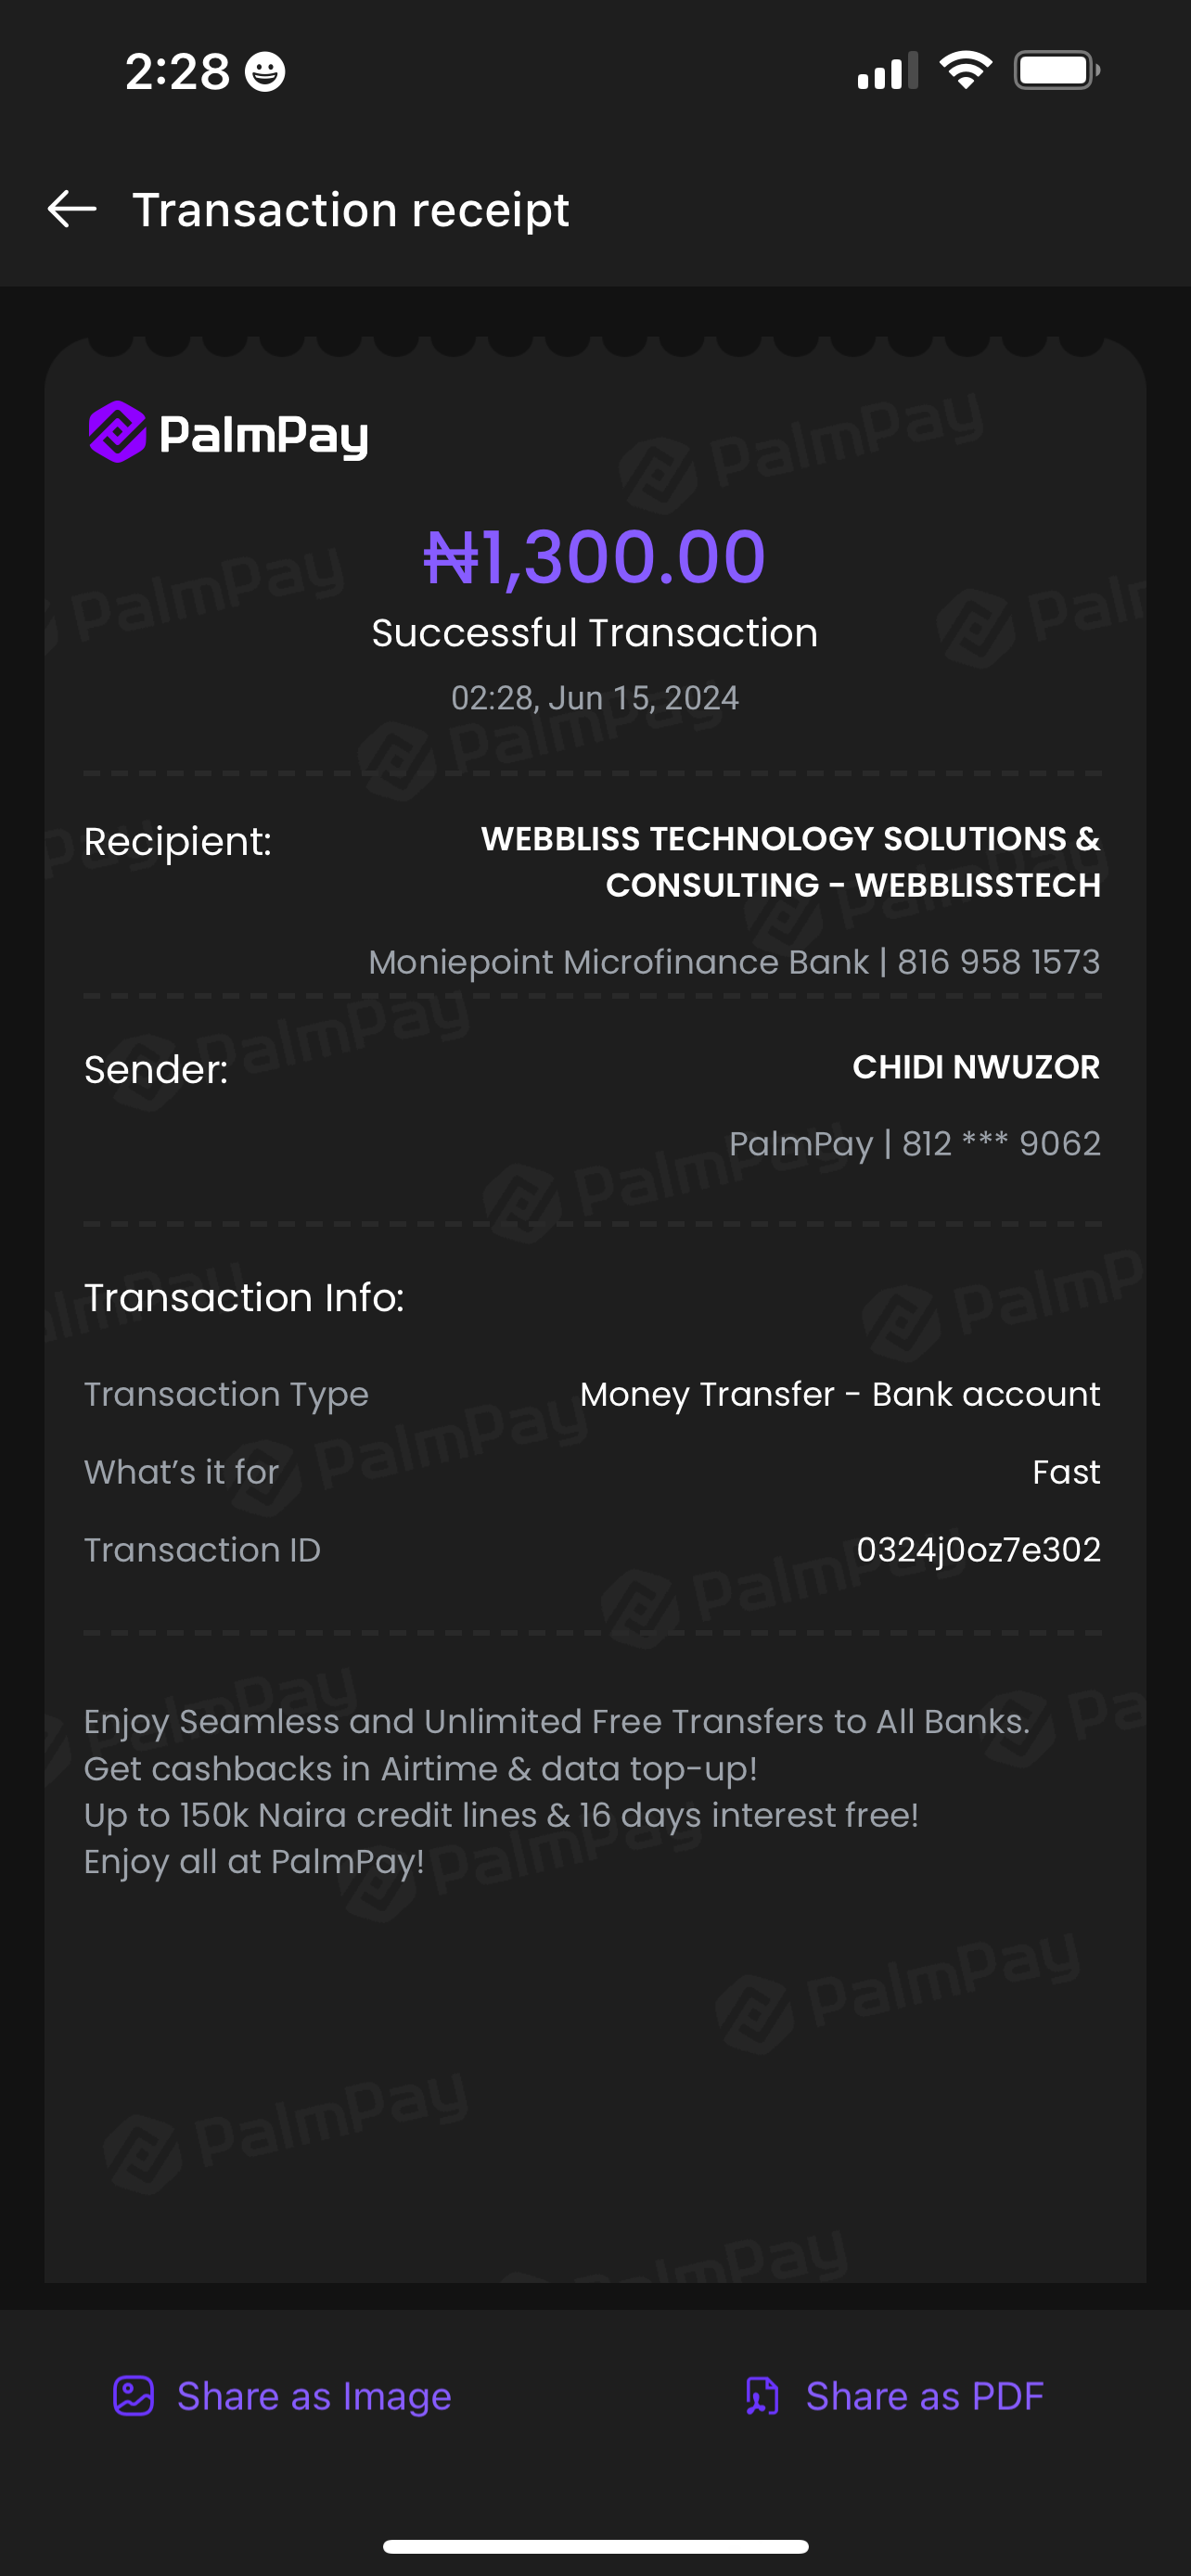 2:28
Transaction receipt
PalmPay
₦1,300.00
Successful Transaction
02:28, Jun 15, 2024
Recipient:
WEBBLISS TECHNOLOGY SOLUTIONS &
CONSULTING - WEBBLISSTECH
Moniepoint Microfinance Bank | 816 958 1573
Sender:
CHIDI NWUZOR
PalmPay | 812 *** 9062
Transaction Info:
Transaction Type Money Transfer - Bank account
What's it for Fast
Transaction ID 0324j0oz7e302
Enjoy Seamless and Unlimited Free Transfers to All Banks.
Get cashbacks in Airtime & data top-up!
Up to 150k Naira credit lines & 16 days interest free!
Enjoy all at PalmPay!
Share as Image
Share as PDF